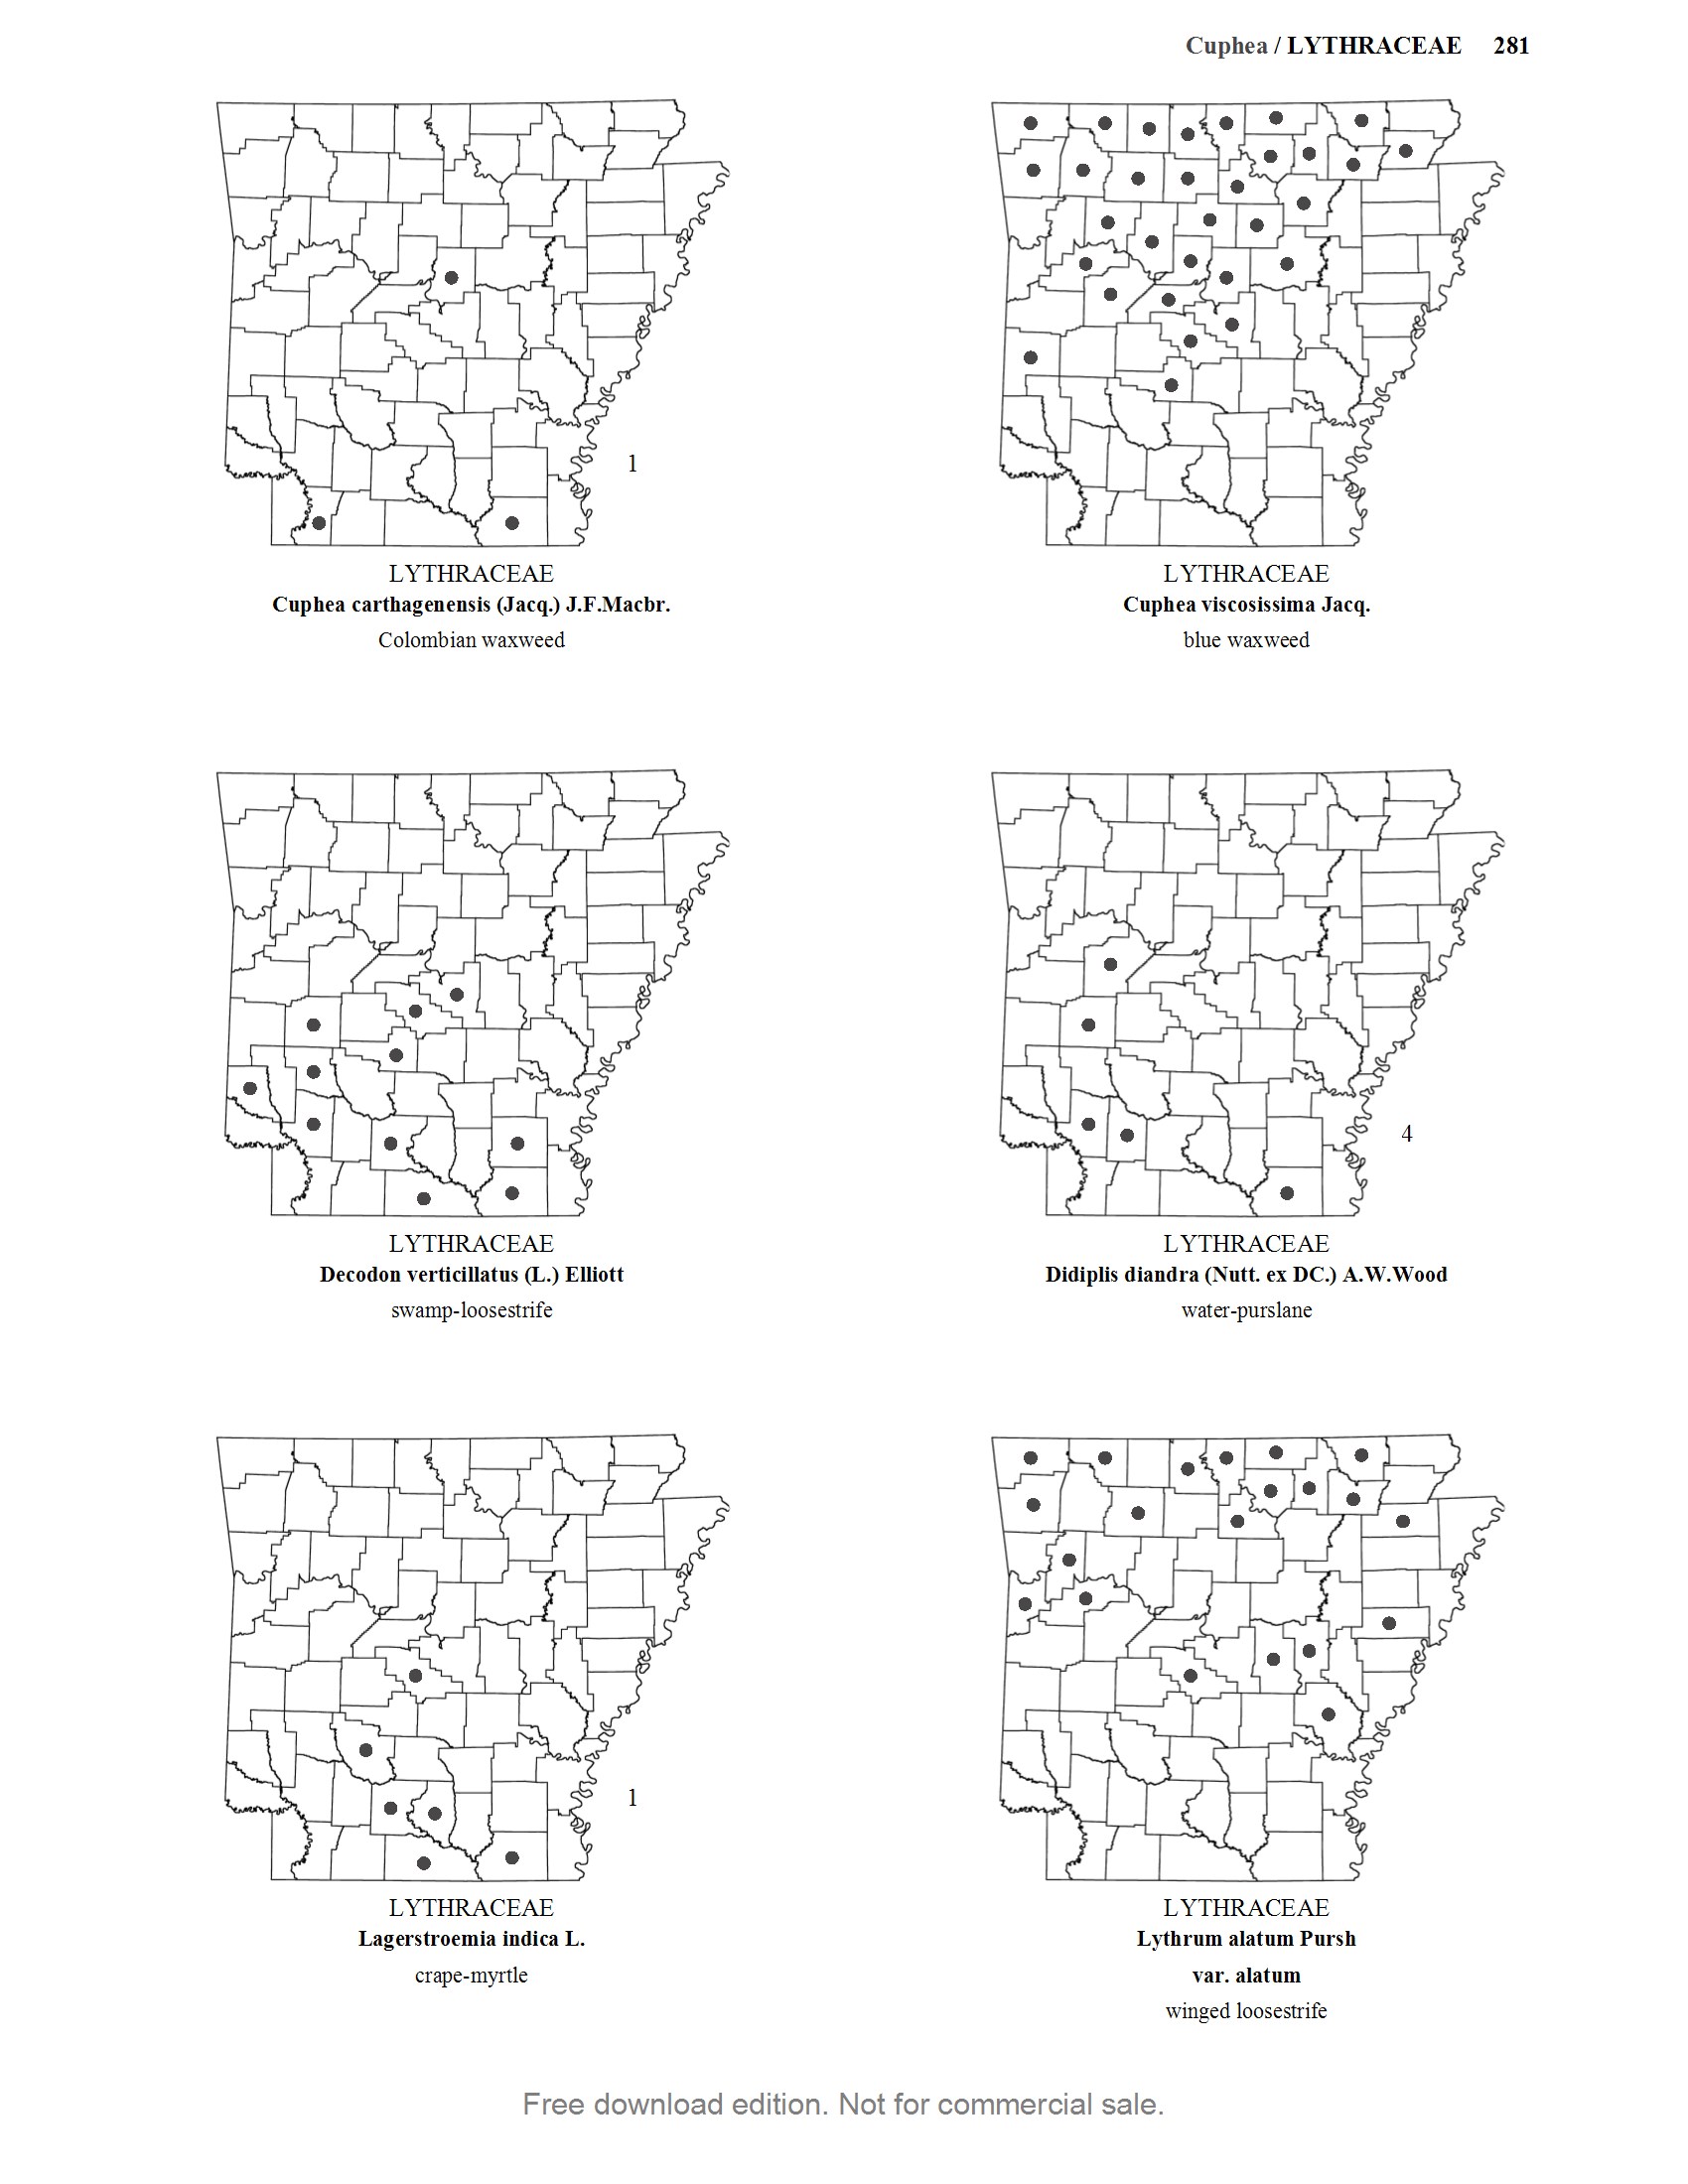 Cuphea / LYTHRACEAE 281
1
LYTHRACEAE
Cuphea carthagenensis (Jacq.) J.F.Macbr.
Colombian waxweed
LYTHRACEAE
Cuphea viscosissima Jacq.
blue waxweed
LYTHRACEAE
Decodon verticillatus (L.) Elliott
swamp-loosestrife
4
LYTHRACEAE
Didiplis diandra (Nutt. ex DC.) A.W.Wood
water-purslane
1
LYTHRACEAE
Lagerstroemia indica L.
crape-myrtle
LYTHRACEAE
Lythrum alatum Pursh
var. alatum
winged loosestrife
Free download edition. Not for commercial sale.